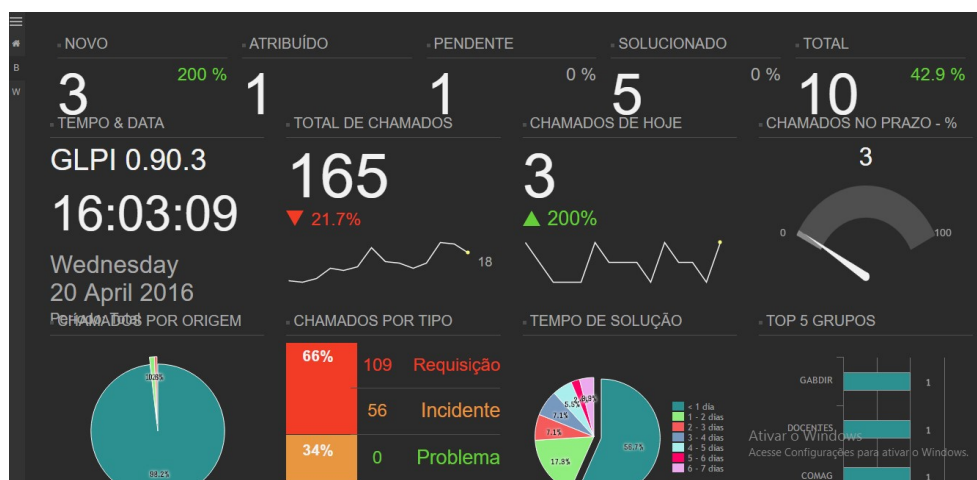 NOVO
ATRIBUÍDO
PENDENTE
SOLUCIONADO
TOTAL
B
W
3
200 %
1
1
0 %
5
0 %
10
42.9 %
TEMPO & DATA
TOTAL DE CHAMADOS
CHAMADOS DE HOJE
CHAMADOS NO PRAZO - %
GLPI 0.90.3
16:03:09
Wednesday
20 April 2016
Período: Total
165
21.7%
18
3
200%
3
0
100
CHAMADOS POR ORIGEM
CHAMADOS POR TIPO
TEMPO DE SOLUÇÃO
TOP 5 GRUPOS
98.2%
66%
109 Requisição
56 Incidente
34%
0 Problema
5.5%
7.1%
7.1%
17.3%
56.7%
< 1 dia
1 - 2 dias
2 - 3 dias
3 - 4 dias
4 - 5 dias
5 - 6 dias
6 - 7 dias
GABDIR
1
DOCENTES
1
COMAG
1
Ativar o Windows
Acesse Configurações para ativar o Windows.